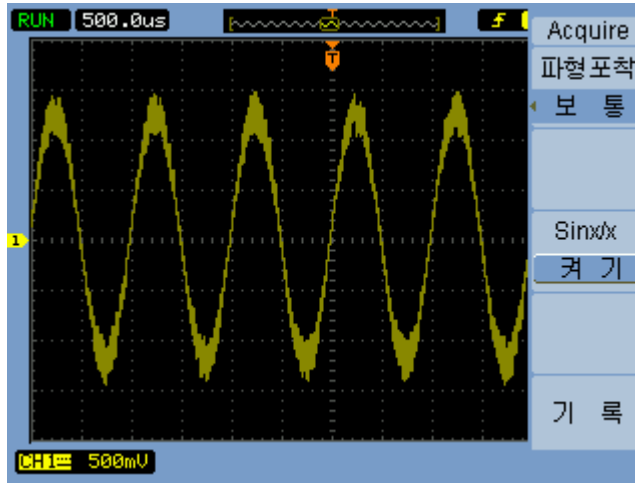 RUN 500.0us
T
T
1
CH1 500mV
Acquire
파형포착
보 통
Sinx/x
켜 기
기 록